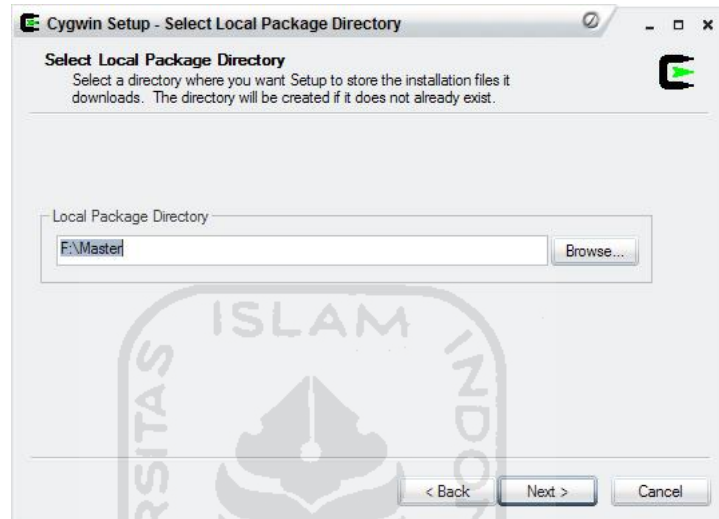 Cygwin Setup - Select Local Package Directory
Select Local Package Directory
Select a directory where you want Setup to store the installation files it
downloads. The directory will be created if it does not already exist.
Local Package Directory
F:\Master
Browse...
ISLAM
RSITAS
INDON
< Back
Next >
Cancel